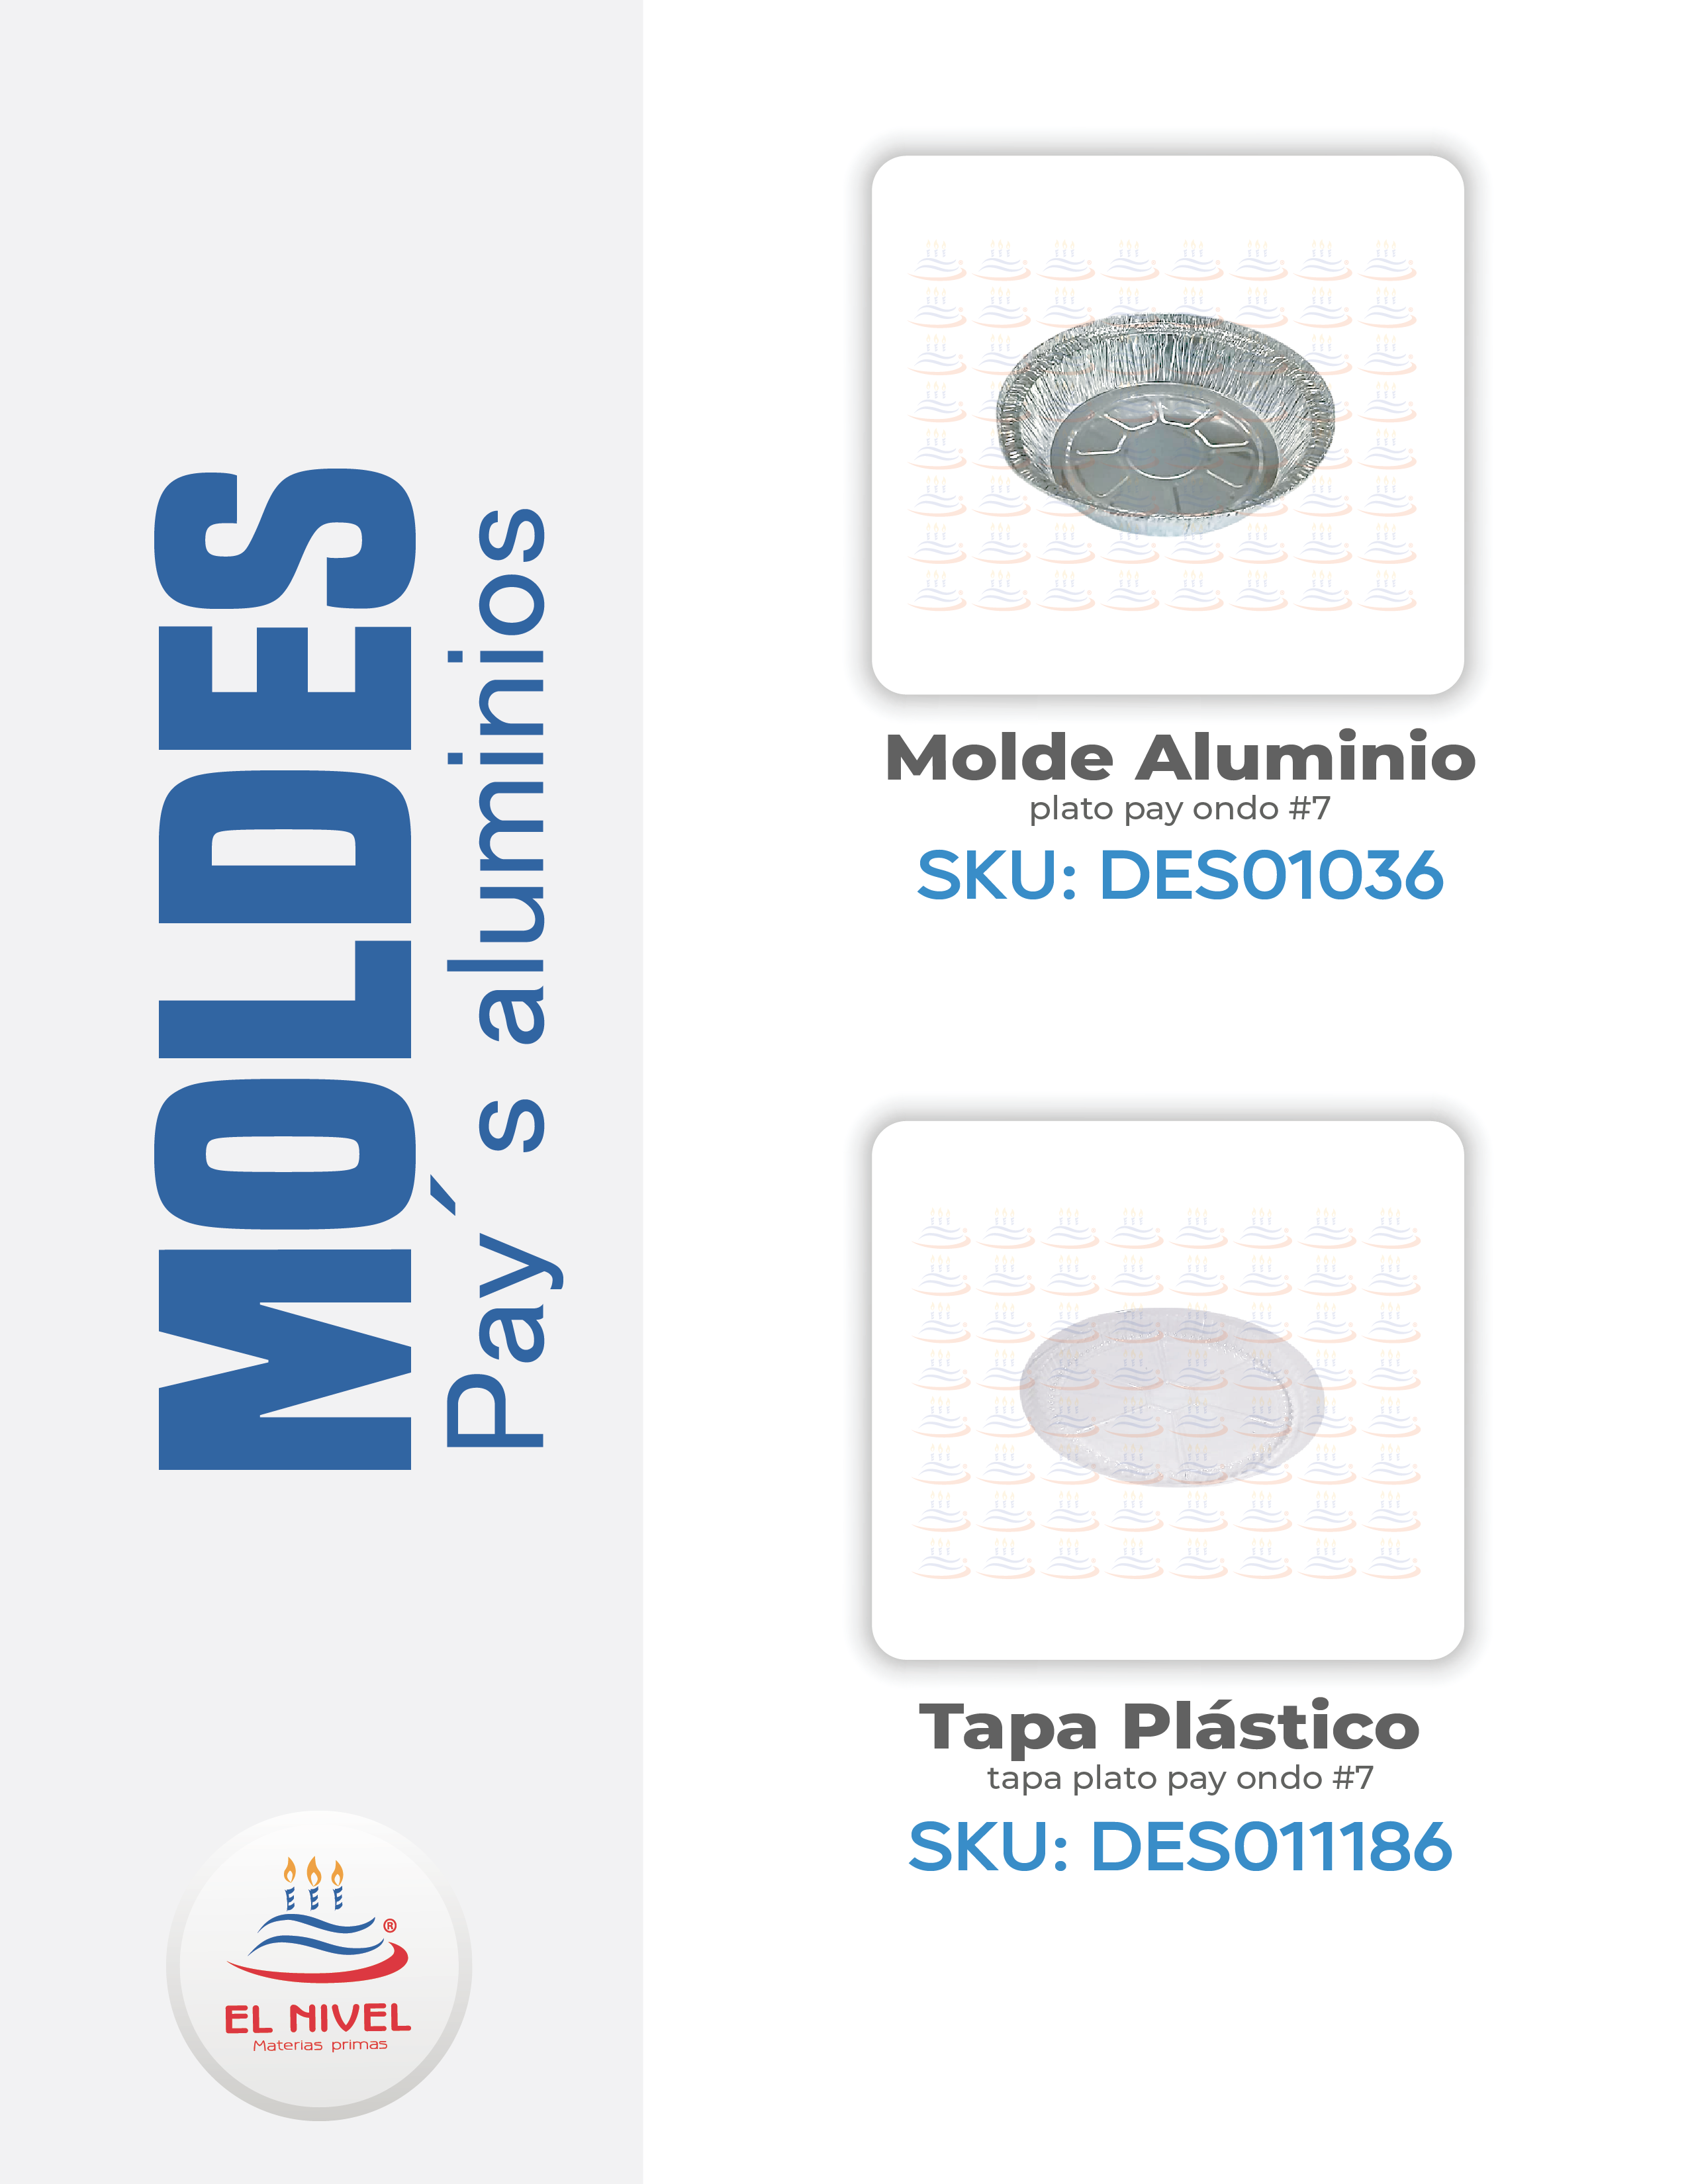 MOLDES
Pay´s aluminios
Molde Aluminio
plato pay ondo #7
SKU: DES01036
Tapa Plástico
tapa plato pay ondo #7
SKU: DES011186
®
EL NIVEL
Materias primas